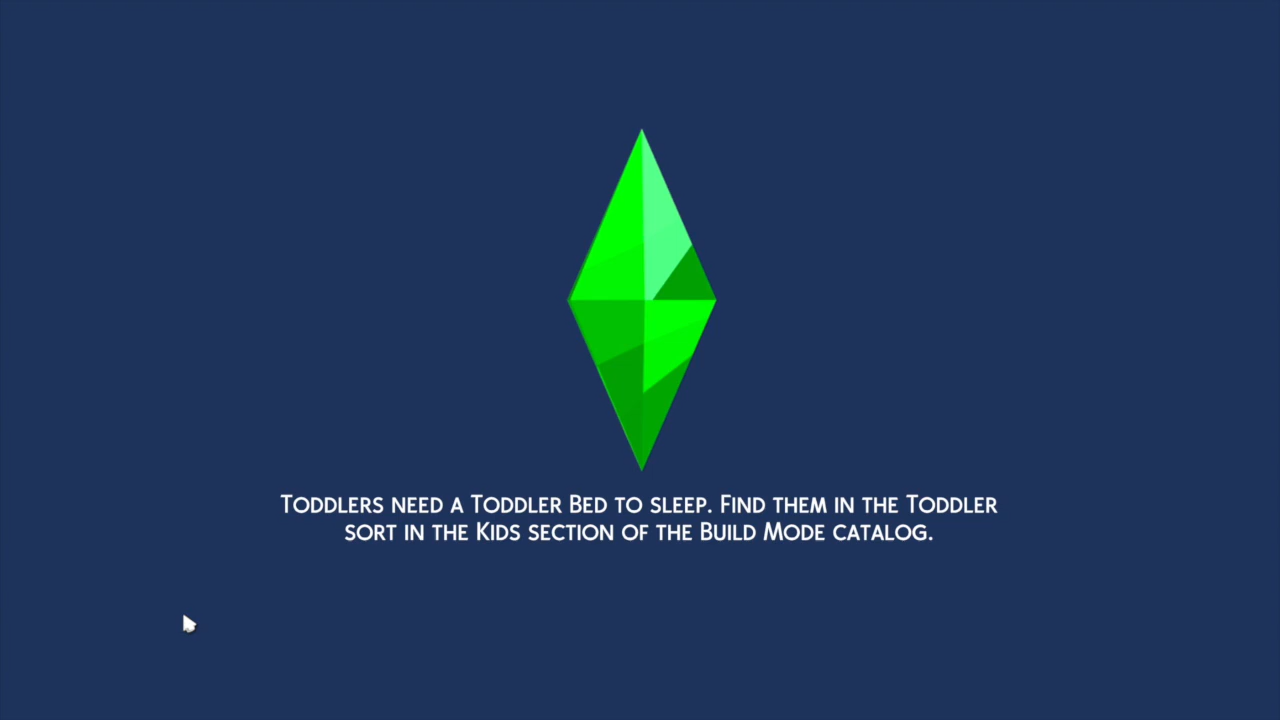 Toddlers need a Toddler Bed to sleep. Find them in the Toddler
sort in the Kids section of the Build Mode catalog.